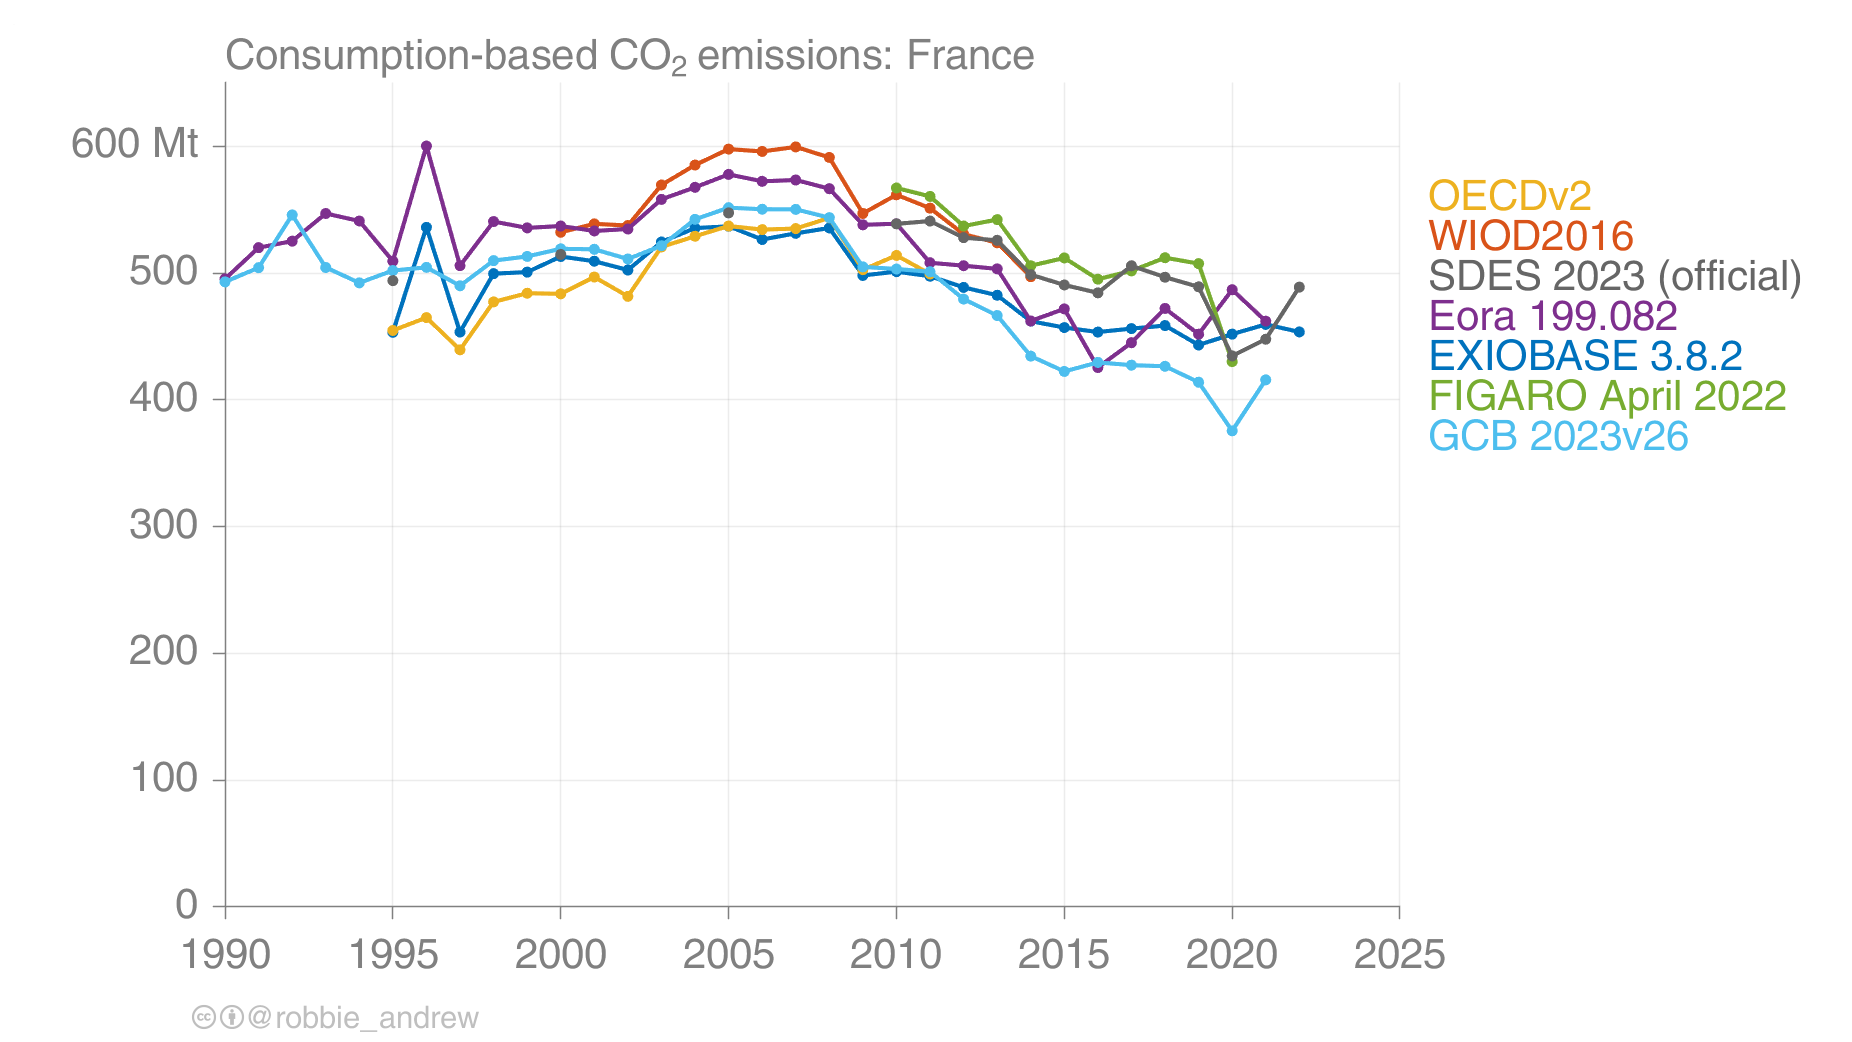 Consumption-based CO₂ emissions: France
600 Mt
500
400
300
200
100
0
1990 1995 2000 2005 2010 2015 2020 2025
OECDv2
WIOD2016
SDES 2023 (official)
Eora 199.082
EXIOBASE 3.8.2
FIGARO April 2022
GCB 2023v26
cc @robbie_andrew